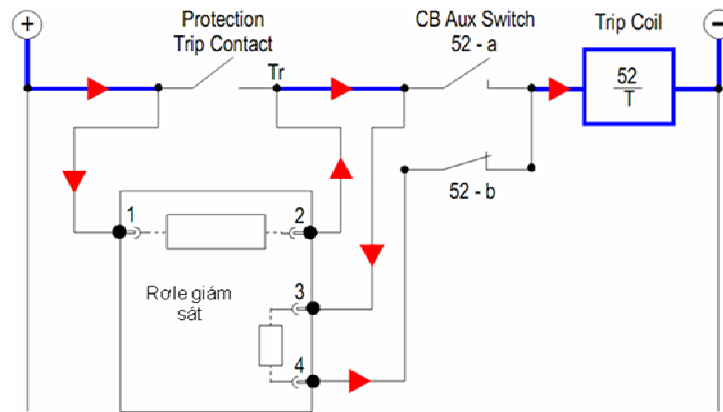 Protection
Trip Contact
CB Aux Switch
52 - a
Trip Coil
+
−
Tr
52
T
52 - b
1
2
3
4
Rơle giám
sát